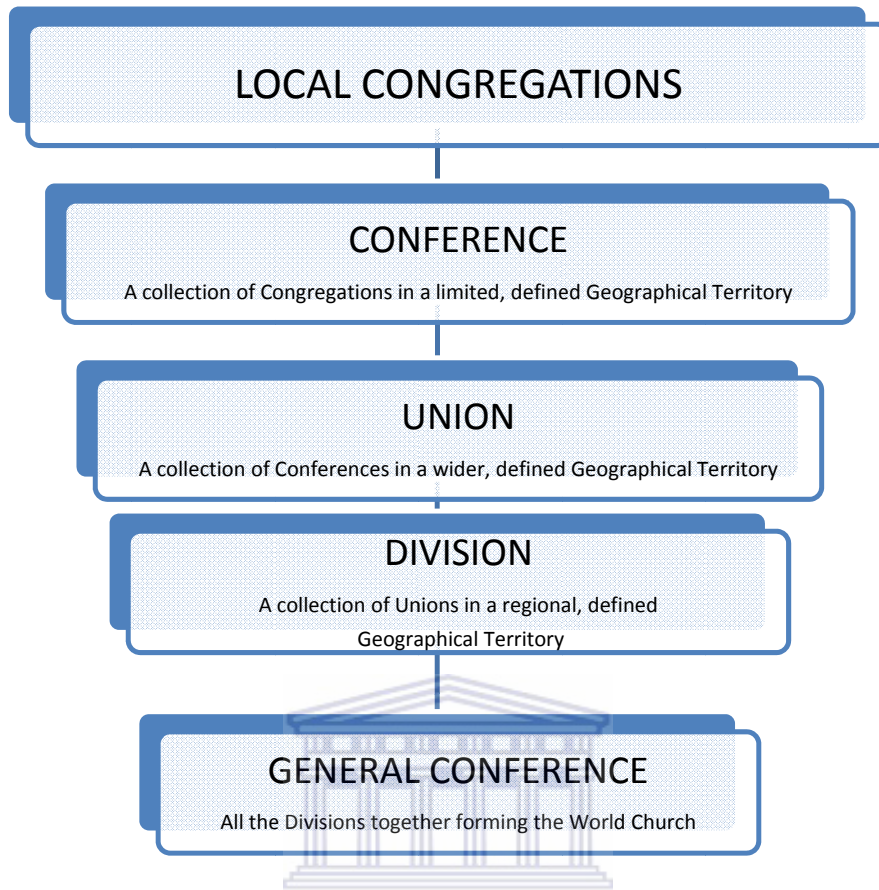 LOCAL CONGREGATIONS
CONFERENCE
A collection of Congregations in a limited, defined Geographical Territory
UNION
A collection of Conferences in a wider, defined Geographical Territory
DIVISION
A collection of Unions in a regional, defined
Geographical Territory
GENERAL CONFERENCE
All the Divisions together forming the World Church